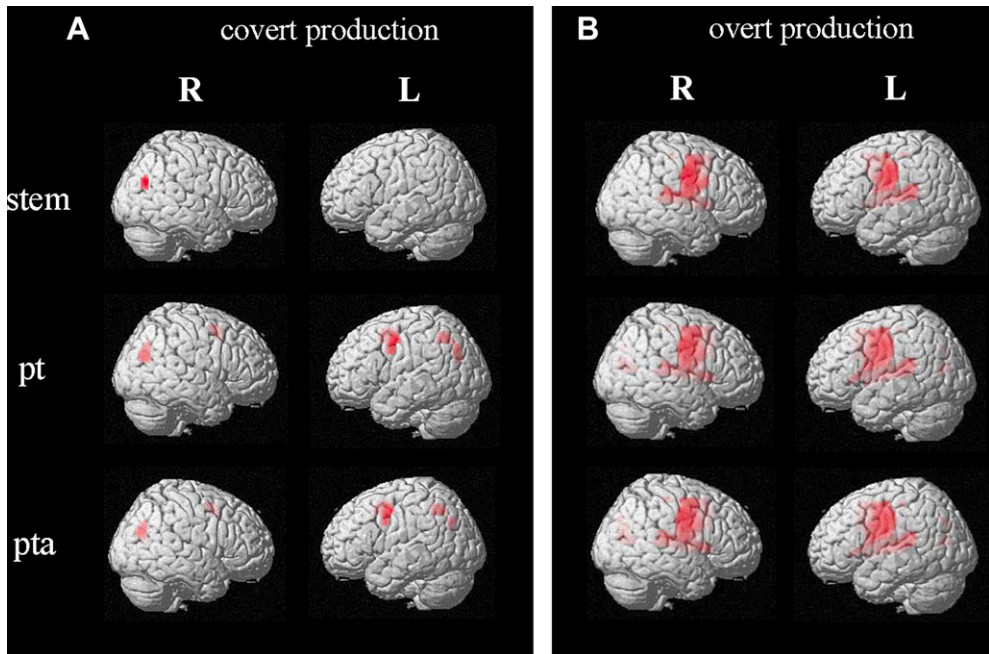 A covert production
R L
stem
pt
pta
B overt production
R L